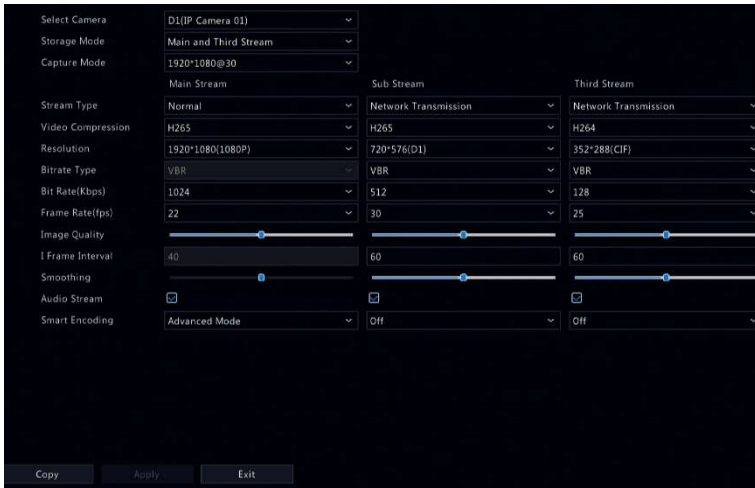 Select Camera D1(IP Camera 01)
Storage Mode Main and Third Stream
Capture Mode 1920*1080@30
Main Stream Sub Stream Third Stream
Stream Type Normal Network Transmission Network Transmission
Video Compression H265 H265 H264
Resolution 1920*1080(1080P) 720*576(D1) 352*288(CIF)
Bitrate Type VBR VBR VBR
Bit Rate(Kbps) 1024 512 128
Frame Rate(fps) 22 30 25
Image Quality
I Frame Interval 40 60 60
Smoothing
Audio Stream
Smart Encoding Advanced Mode Off Off
Copy Apply Exit